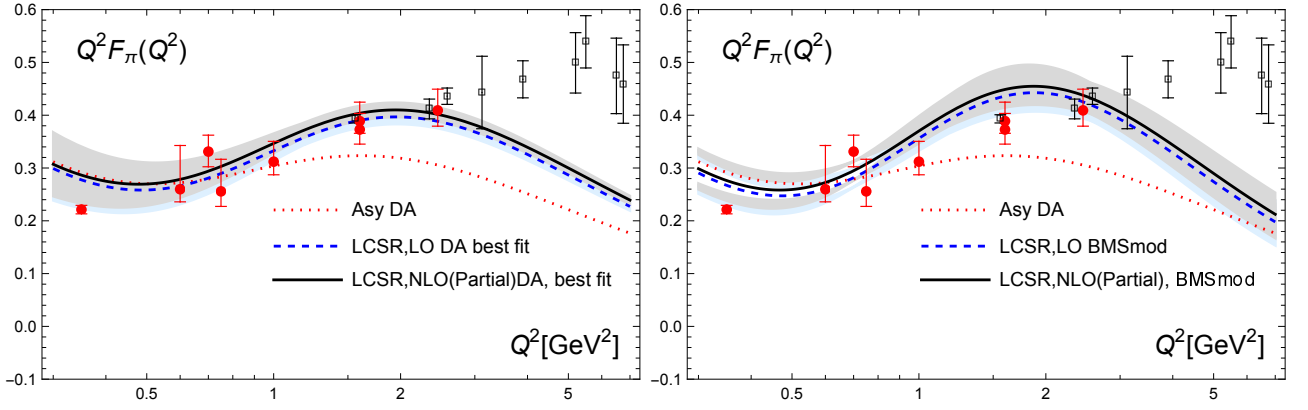 0.6
0.5
0.4
0.3
0.2
0.1
0.0
−0.1
Q²Fπ(Q²)
Asy DA
LCSR,LO DA best fit
LCSR,NLO(Partial)DA, best fit
Q²[GeV²]
0.5 1 2 5
0.6
0.5
0.4
0.3
0.2
0.1
0.0
−0.1
Q²Fπ(Q²)
Asy DA
LCSR,LO BMSmod
LCSR,NLO(Partial), BMSmod
Q²[GeV²]
0.5 1 2 5